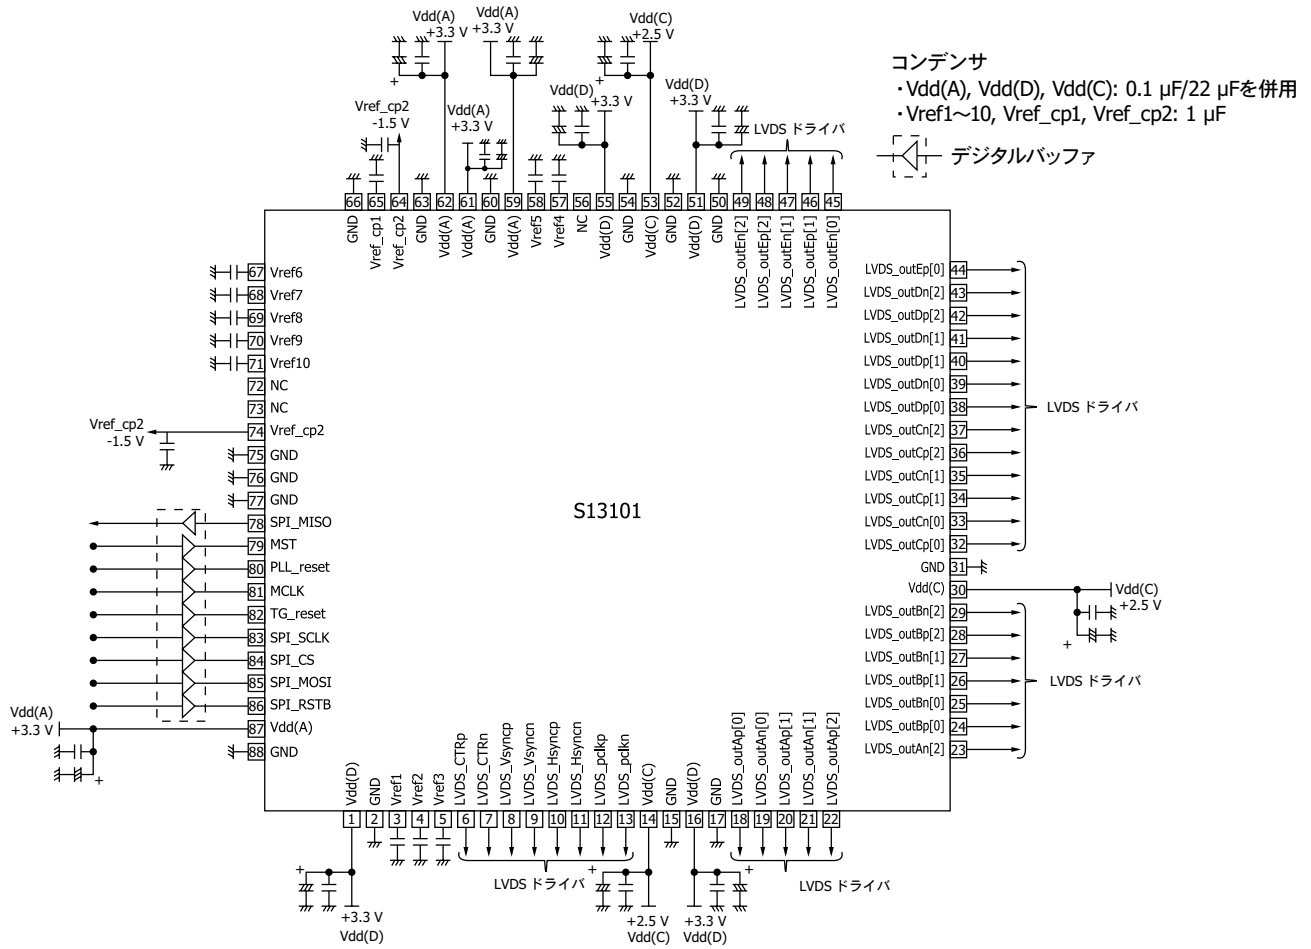 Vdd(A)
+3.3 V
Vdd(A)
+3.3 V
Vdd(C)
+2.5 V
コンデンサ
・Vdd(A), Vdd(D), Vdd(C): 0.1 μF/22 μFを併用
・Vref1～10, Vref_cp1, Vref_cp2: 1 μF
デジタルバッファ
Vref_cp2
-1.5 V
Vdd(A)
+3.3 V
Vdd(D)
+3.3 V
Vdd(D)
+3.3 V
LVDS ドライバ
+
+
66 65 64 63 62 61 60 59 58 57 56 55 54 53 52 51 50 49 48 47 46 45
GND
Vref_cp1
Vref_cp2
GND
Vdd(A)
Vdd(A)
GND
Vdd(A)
Vref5
Vref4
NC
Vdd(D)
GND
Vdd(C)
GND
Vdd(D)
GND
LVDS_outEn[2]
LVDS_outEp[2]
LVDS_outEn[1]
LVDS_outEp[1]
LVDS_outEn[0]
67 Vref6
68 Vref7
69 Vref8
70 Vref9
71 Vref10
72 NC
73 NC
Vref_cp2
-1.5 V
74 Vref_cp2
75 GND
76 GND
77 GND
78 SPI_MISO
79 MST
80 PLL_reset
81 MCLK
82 TG_reset
83 SPI_SCLK
84 SPI_CS
85 SPI_MOSI
86 SPI_RSTB
Vdd(A)
+3.3 V
87 Vdd(A)
88 GND
+
S13101
LVDS_outEp[0] 44
LVDS_outDn[2] 43
LVDS_outDp[2] 42
LVDS_outDn[1] 41
LVDS_outDp[1] 40
LVDS_outDn[0] 39
LVDS_outDp[0] 38
LVDS_outCn[2] 37
LVDS_outCp[2] 36
LVDS_outCn[1] 35
LVDS_outCp[1] 34
LVDS_outCn[0] 33
LVDS_outCp[0] 32
LVDS ドライバ
GND 31
Vdd(C) 30
Vdd(C)
+2.5 V
+
LVDS_outBn[2] 29
LVDS_outBp[2] 28
LVDS_outBn[1] 27
LVDS_outBp[1] 26
LVDS_outBn[0] 25
LVDS_outBp[0] 24
LVDS_outAn[2] 23
LVDS ドライバ
Vdd(D)
GND
Vref1
Vref2
Vref3
LVDS_CTRp
LVDS_CTRn
LVDS_Vsyncp
LVDS_Vsyncn
LVDS_Hsyncp
LVDS_Hsyncn
LVDS_pclkp
LVDS_pclkn
Vdd(C)
GND
Vdd(D)
GND
LVDS_outAp[0]
LVDS_outAn[0]
LVDS_outAp[1]
LVDS_outAn[1]
LVDS_outAp[2]
1 2 3 4 5 6 7 8 9 10 11 12 13 14 15 16 17 18 19 20 21 22
+
+
+
LVDS ドライバ
LVDS ドライバ
+3.3 V
Vdd(D)
+2.5 V
Vdd(C)
+3.3 V
Vdd(D)